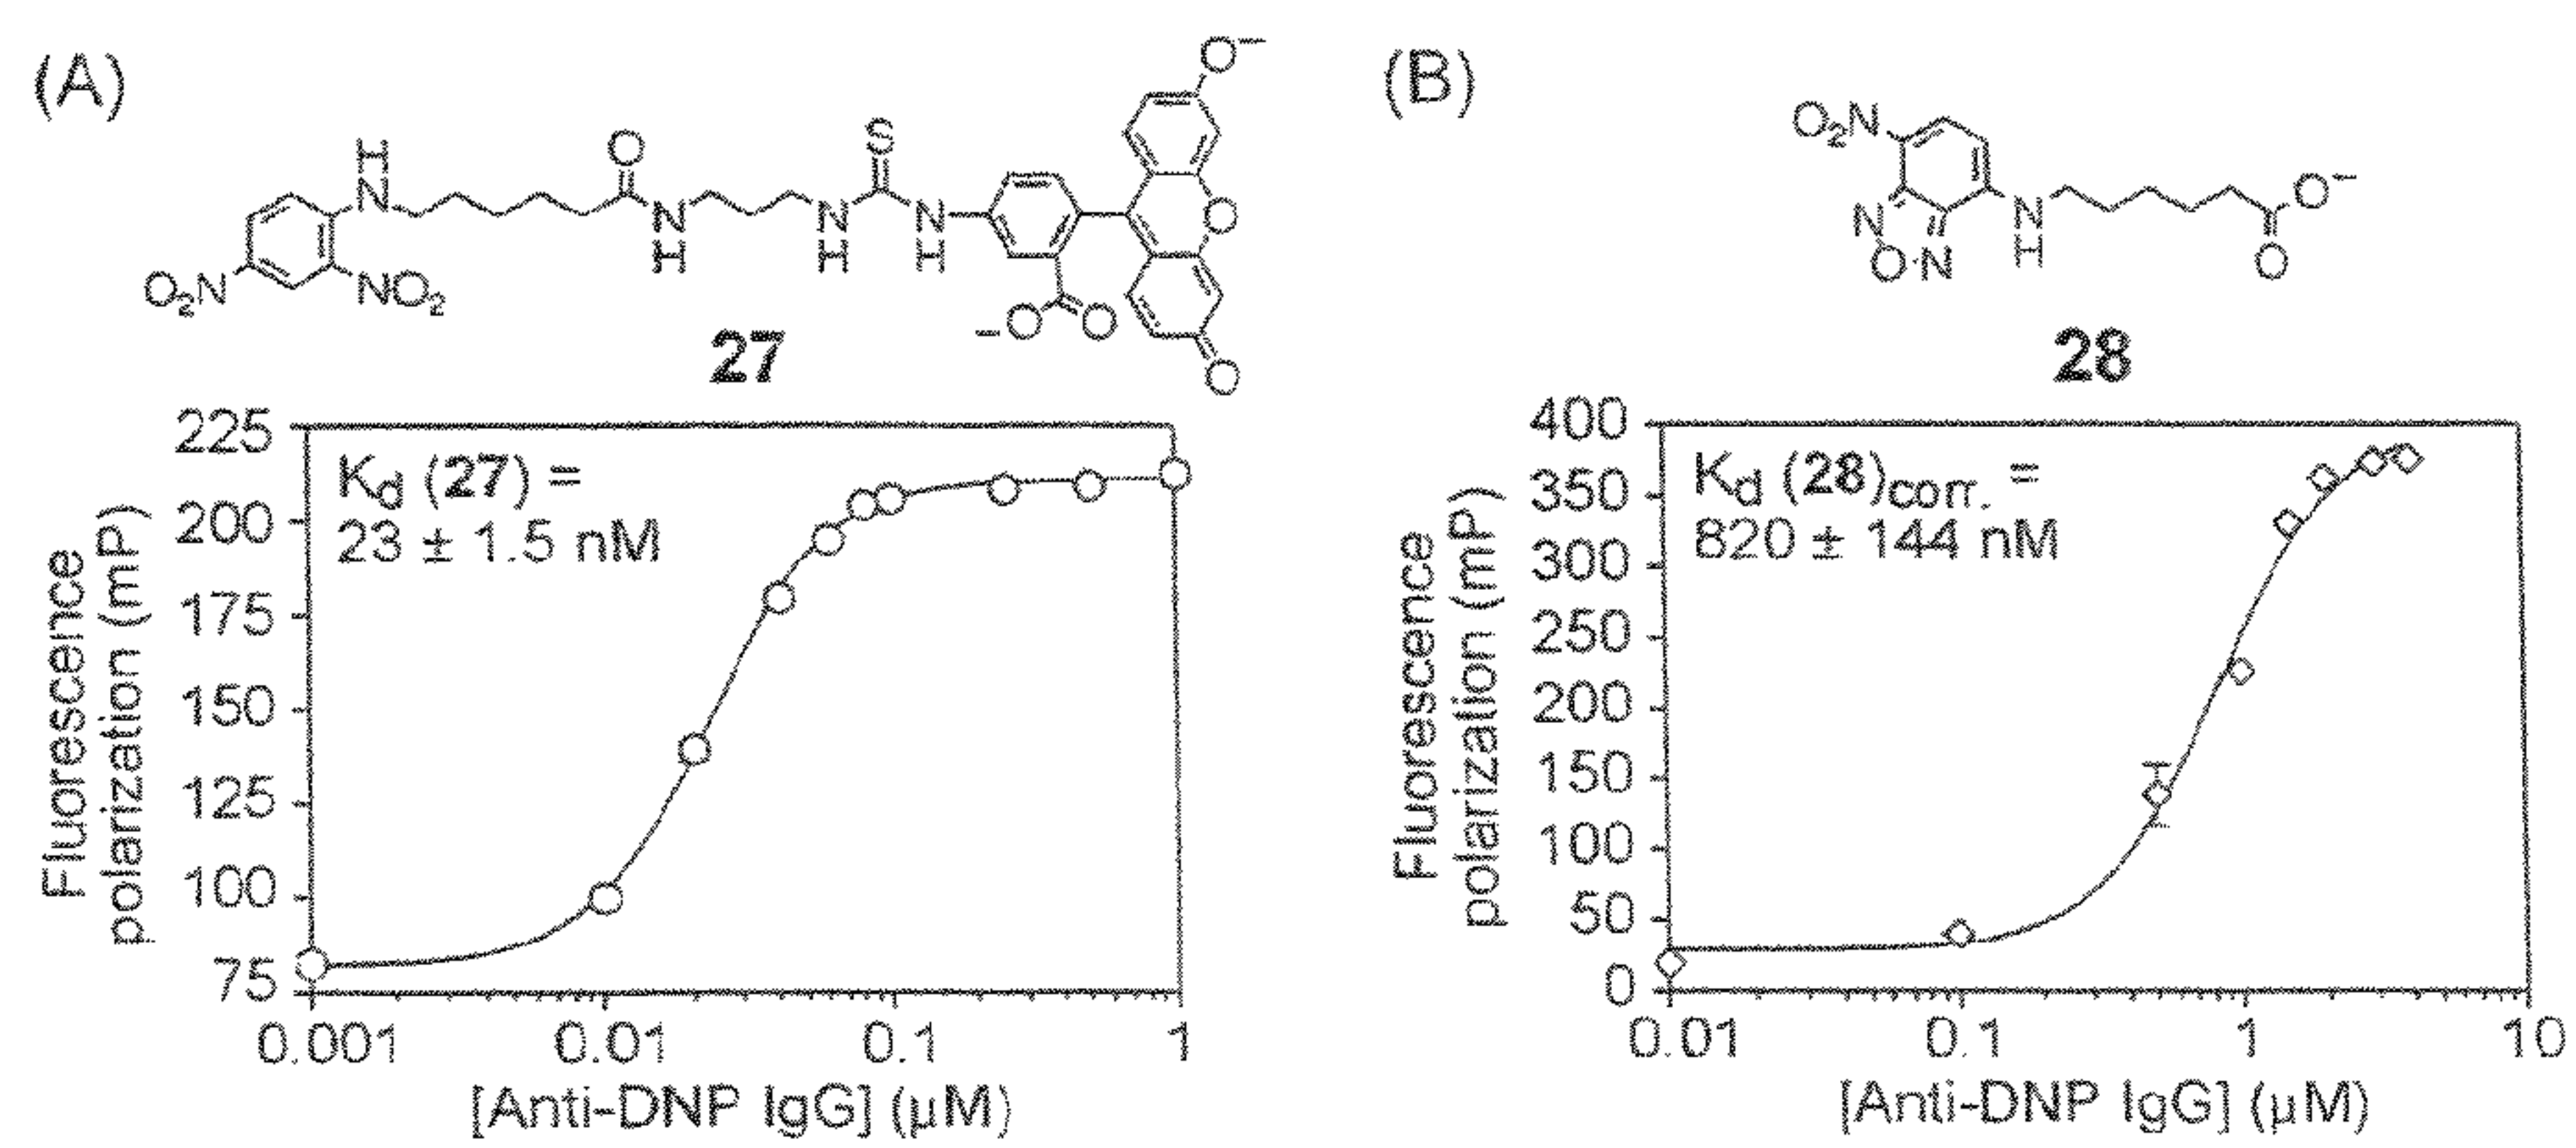 (A)
H
N
O
N
H
S
N
H
N
H
O₂N
NO₂
O⁻
O
⁻O
O
O
27
225
200
175
150
125
100
75
Fluorescence
polarization (mP)
K_d (27) =
23 ± 1.5 nM
0.001
0.01
0.1
1
[Anti-DNP IgG] (µM)
(B)
O₂N
N
O
N
N
H
O⁻
O
28
400
350
300
250
200
150
100
50
0
Fluorescence
polarization (mP)
K_d (28)corr. =
820 ± 144 nM
0.01
0.1
1
10
[Anti-DNP IgG] (µM)